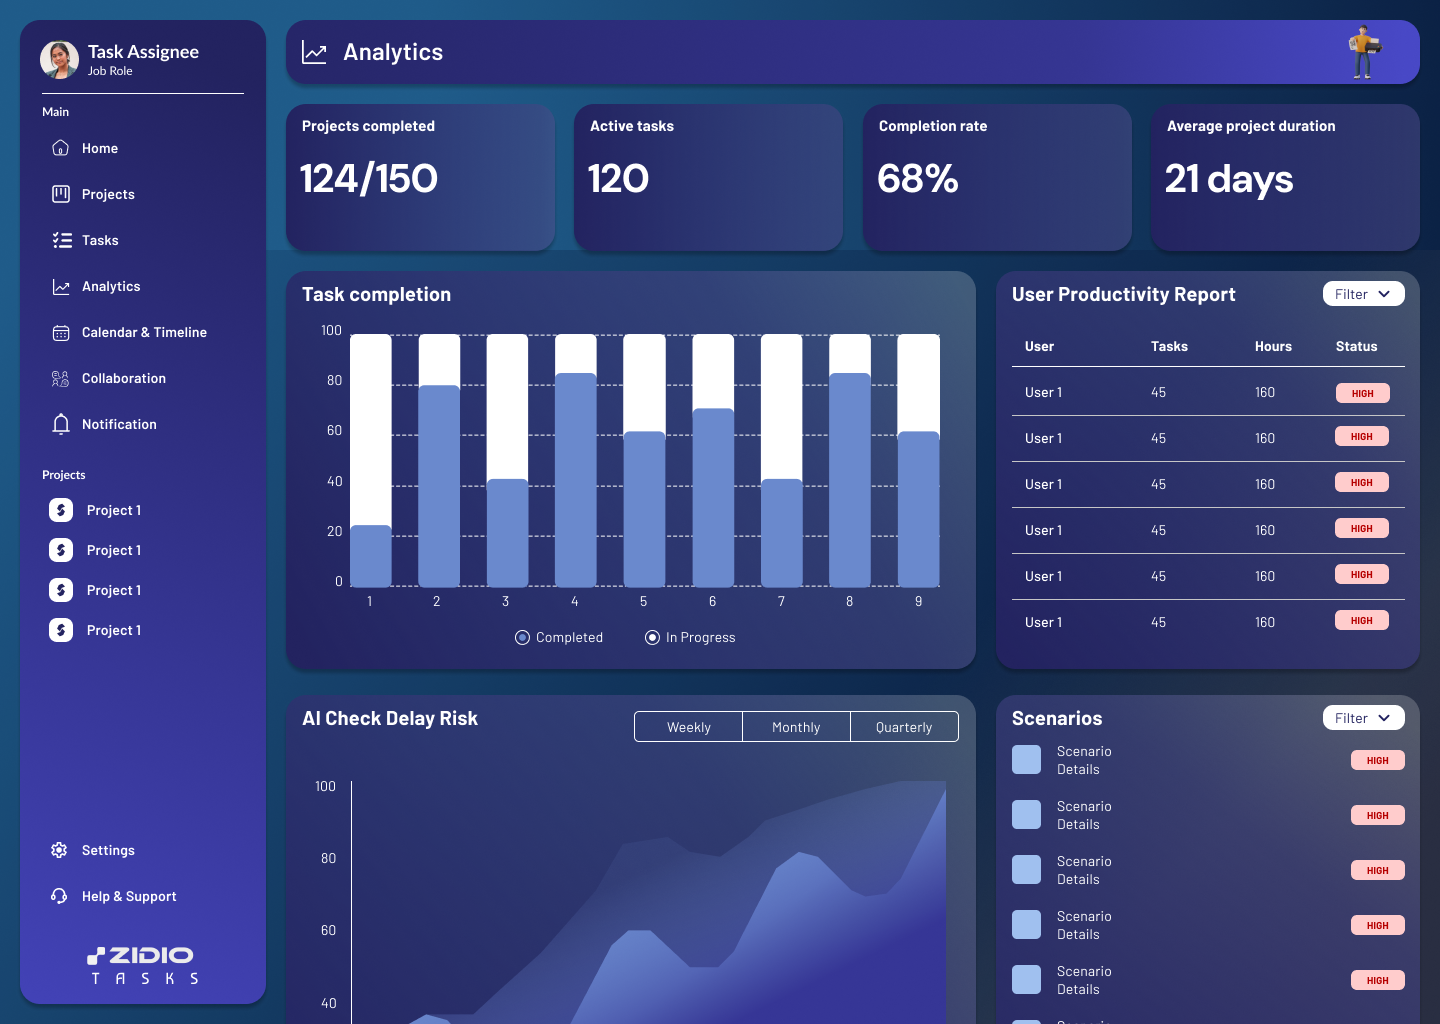 Task Assignee
Job Role
Main
Home
Projects
Tasks
Analytics
Calendar & Timeline
Collaboration
Notification
Projects
Project 1
Project 1
Project 1
Project 1
Settings
Help & Support
ZIDIO
TASKS
Analytics
Projects completed
124/150
Active tasks
120
Completion rate
68%
Average project duration
21 days
Task completion
100
80
60
40
20
0
1 2 3 4 5 6 7 8 9
Completed In Progress
User Productivity Report
Filter
User Tasks Hours Status
User 1 45 160 HIGH
User 1 45 160 HIGH
User 1 45 160 HIGH
User 1 45 160 HIGH
User 1 45 160 HIGH
User 1 45 160 HIGH
AI Check Delay Risk
Weekly Monthly Quarterly
100
80
60
40
Scenarios
Filter
Scenario
Details
HIGH
Scenario
Details
HIGH
Scenario
Details
HIGH
Scenario
Details
HIGH
Scenario
Details
HIGH